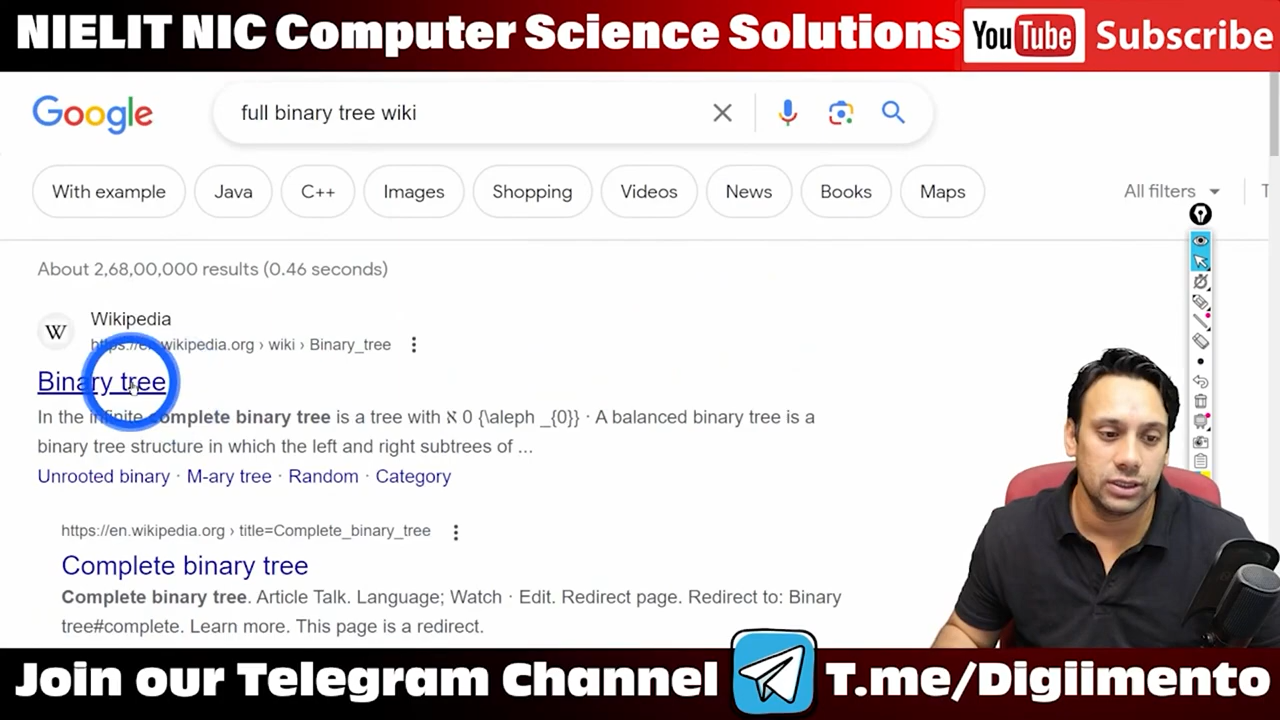 NIELIT NIC Computer Science Solutions YouTube Subscribe
Google full binary tree wiki
With example Java C++ Images Shopping Videos News Books Maps All filters
About 2,68,00,000 results (0.46 seconds)
W Wikipedia
https://en.wikipedia.org › wiki › Binary_tree
Binary tree
In the infinite complete binary tree is a tree with ℵ 0 {\aleph _{0}} · A balanced binary tree is a
binary tree structure in which the left and right subtrees of ...
Unrooted binary · M-ary tree · Random · Category
https://en.wikipedia.org › title=Complete_binary_tree
Complete binary tree
Complete binary tree. Article Talk. Language; Watch · Edit. Redirect page. Redirect to: Binary
tree#complete. Learn more. This page is a redirect.
Join our Telegram Channel T.me/Digiimento